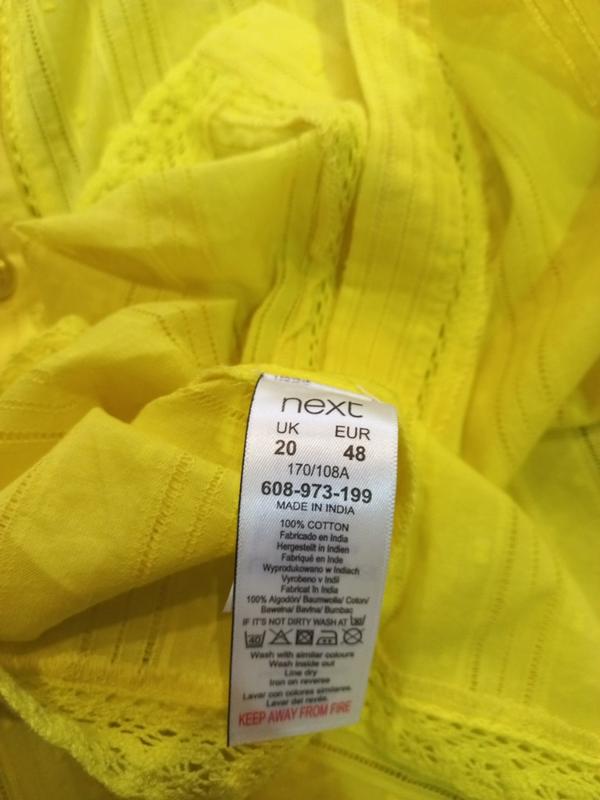 next
UK EUR
20 48
170/108A
608-973-199
MADE IN INDIA
100% COTTON
Fabricado en India
Hergestellt in Indien
Fabriqué en Inde
Wyprodukowano w Indiach
Vyrobeno v Indii
Fabricat în India
100% Algodón/ Baumwolle/ Coton/
Bawełna/ Bavlna/ Bumbac
IF IT'S NOT DIRTY WASH AT 30
40
Wash with similar colours
Wash inside out
Line dry
Iron on reverse
Lavar con colores similares.
Lavar del revés.
KEEP AWAY FROM FIRE